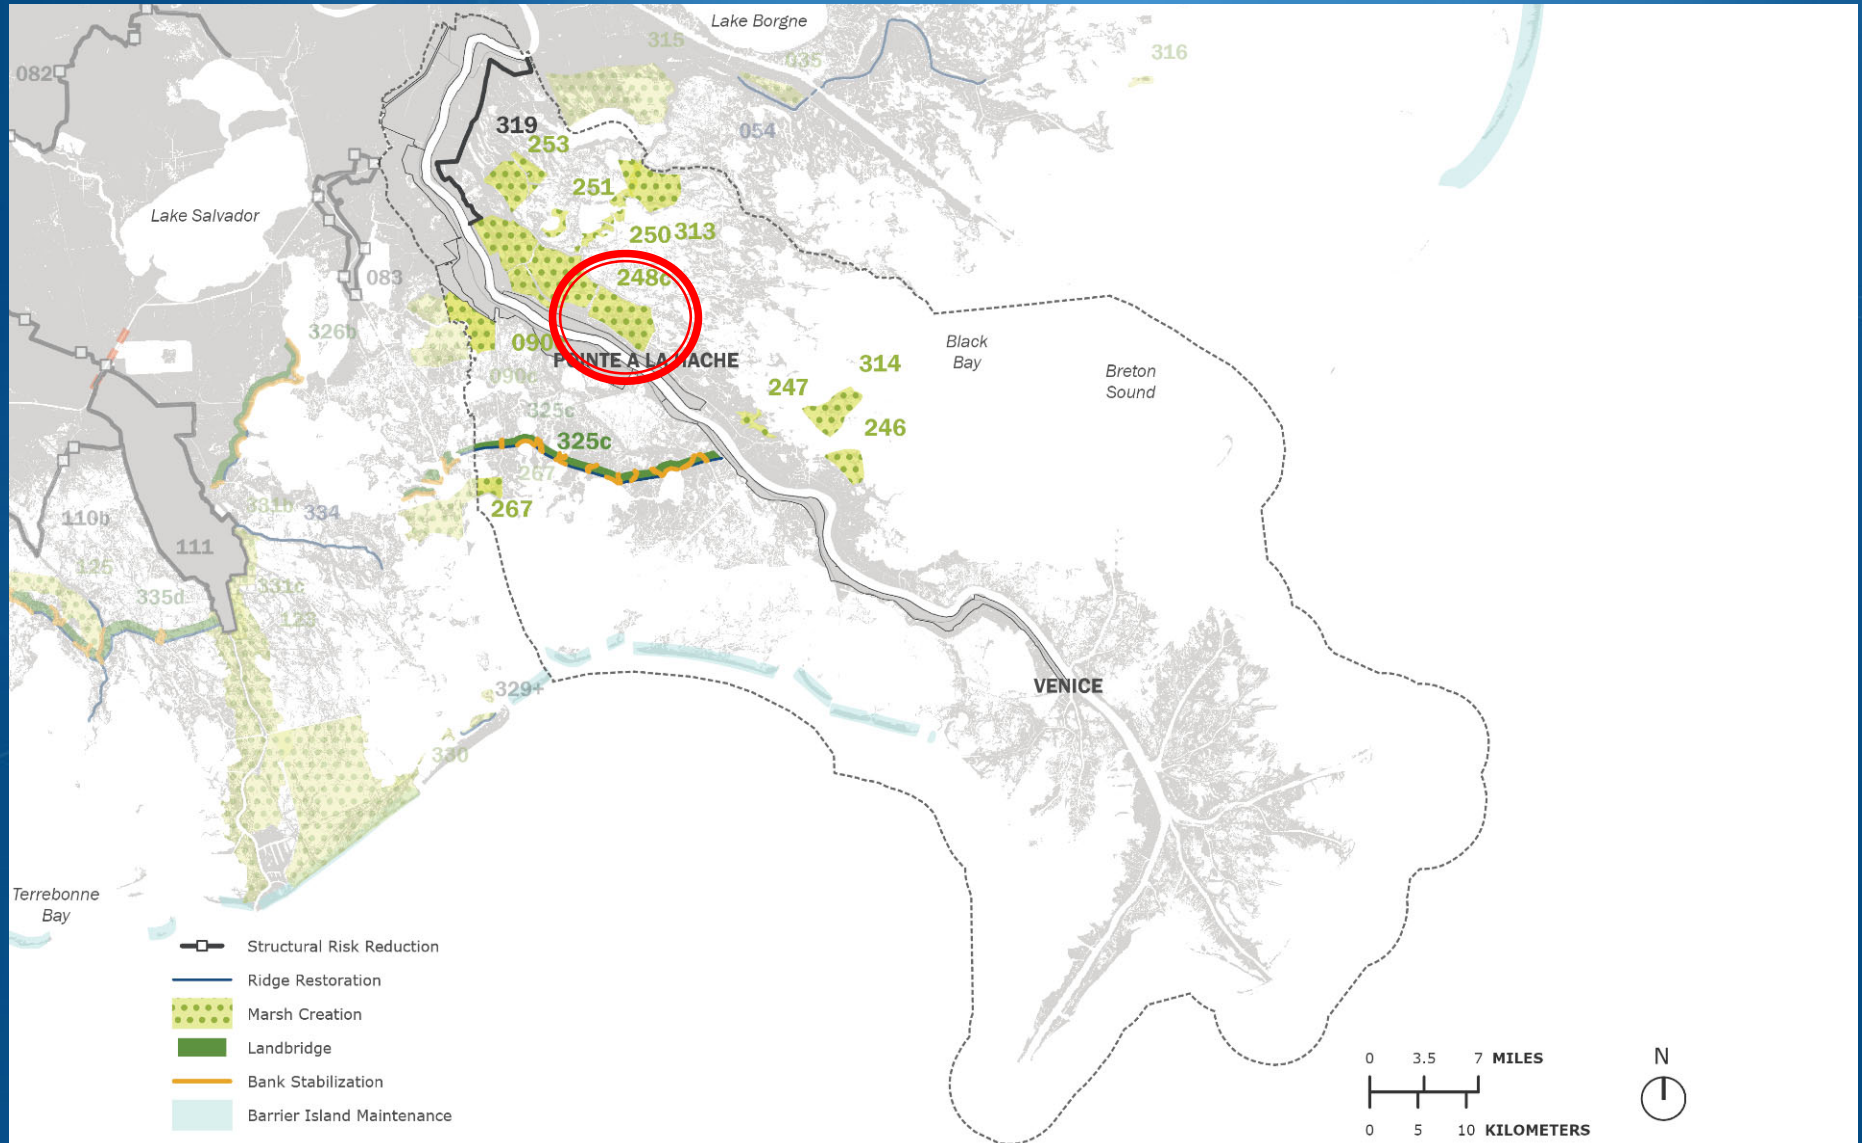 Lake Borgne
315
316
035
082
054
319
253
251
Lake Salvador
250
313
248c
083
326b
090
POINTE A LA HACHE
Black
Bay
314
Breton
Sound
090c
247
325c
246
325c
267
267
331b
334
110b
111
125
331c
335d
123
VENICE
329+
330
Terrebonne
Bay
Structural Risk Reduction
Ridge Restoration
Marsh Creation
Landbridge
Bank Stabilization
Barrier Island Maintenance
0 3.5 7 MILES
0 5 10 KILOMETERS
N